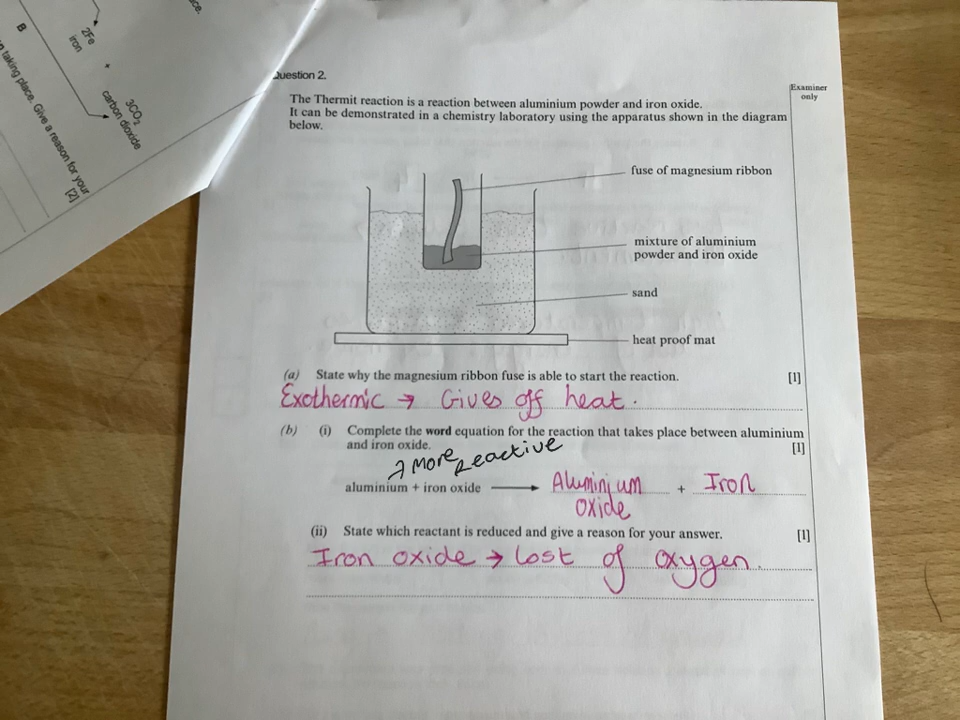 B
2Fe
iron
+
3CO₂
carbon dioxide
taking place. Give a reason for your
[2]
ce.
Question 2.
Examiner
only
The Thermit reaction is a reaction between aluminium powder and iron oxide.
It can be demonstrated in a chemistry laboratory using the apparatus shown in the diagram
below.
fuse of magnesium ribbon
mixture of aluminium
powder and iron oxide
sand
heat proof mat
(a) State why the magnesium ribbon fuse is able to start the reaction. [1]
Exothermic → Gives off heat.
(b) (i) Complete the word equation for the reaction that takes place between aluminium
and iron oxide. [1]
more reactive
aluminium + iron oxide → Aluminium + Iron
oxide
(ii) State which reactant is reduced and give a reason for your answer. [1]
Iron oxide → lost of oxygen.